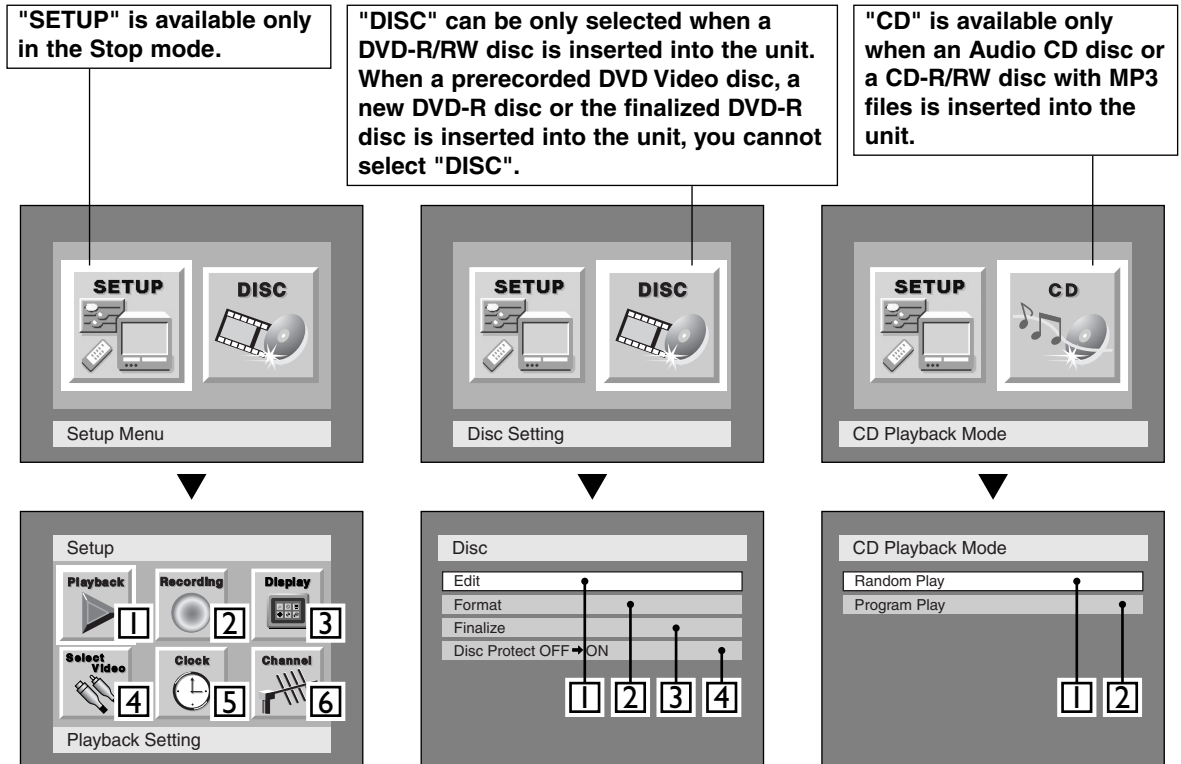 "SETUP" is available only
in the Stop mode.
"DISC" can be only selected when a
DVD-R/RW disc is inserted into the unit.
When a prerecorded DVD Video disc, a
new DVD-R disc or the finalized DVD-R
disc is inserted into the unit, you cannot
select "DISC".
"CD" is available only
when an Audio CD disc or
a CD-R/RW disc with MP3
files is inserted into the
unit.
SETUP
DISC
Setup Menu
SETUP
DISC
Disc Setting
SETUP
CD
CD Playback Mode
Setup
Playback
Recording
Display
1
2
3
Select
Video
Clock
Channel
4
5
6
Playback Setting
Disc
Edit
Format
Finalize
Disc Protect OFF ➡ ON
1
2
3
4
CD Playback Mode
Random Play
Program Play
1
2